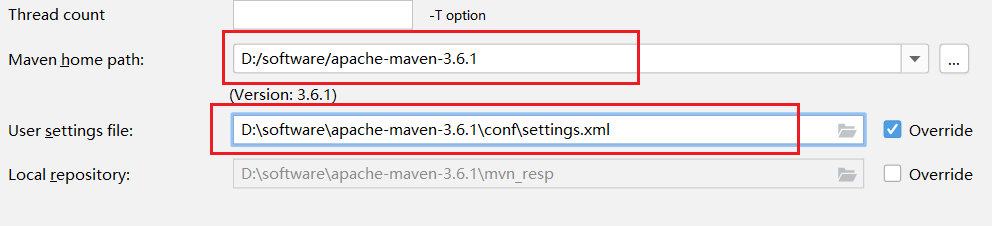 Thread count -T option
Maven home path: D:/software/apache-maven-3.6.1 ...
(Version: 3.6.1)
User settings file: D:\software\apache-maven-3.6.1\conf\settings.xml Override
Local repository: D:\software\apache-maven-3.6.1\mvn_resp Override